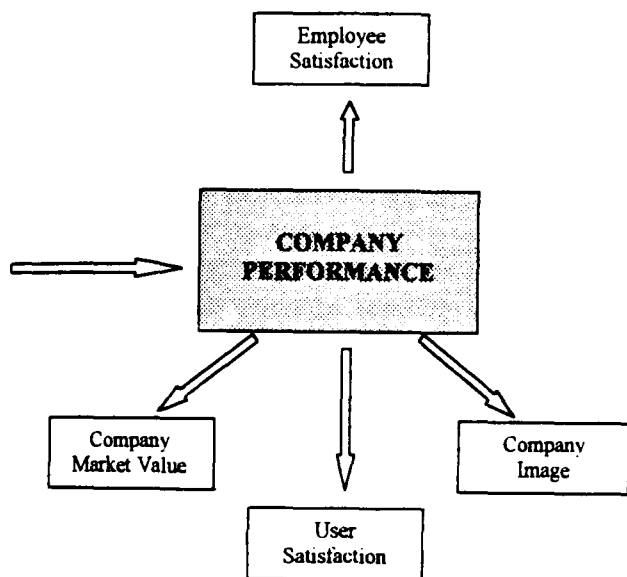 Employee
Satisfaction
COMPANY
PERFORMANCE
Company
Market Value
Company
Image
User
Satisfaction